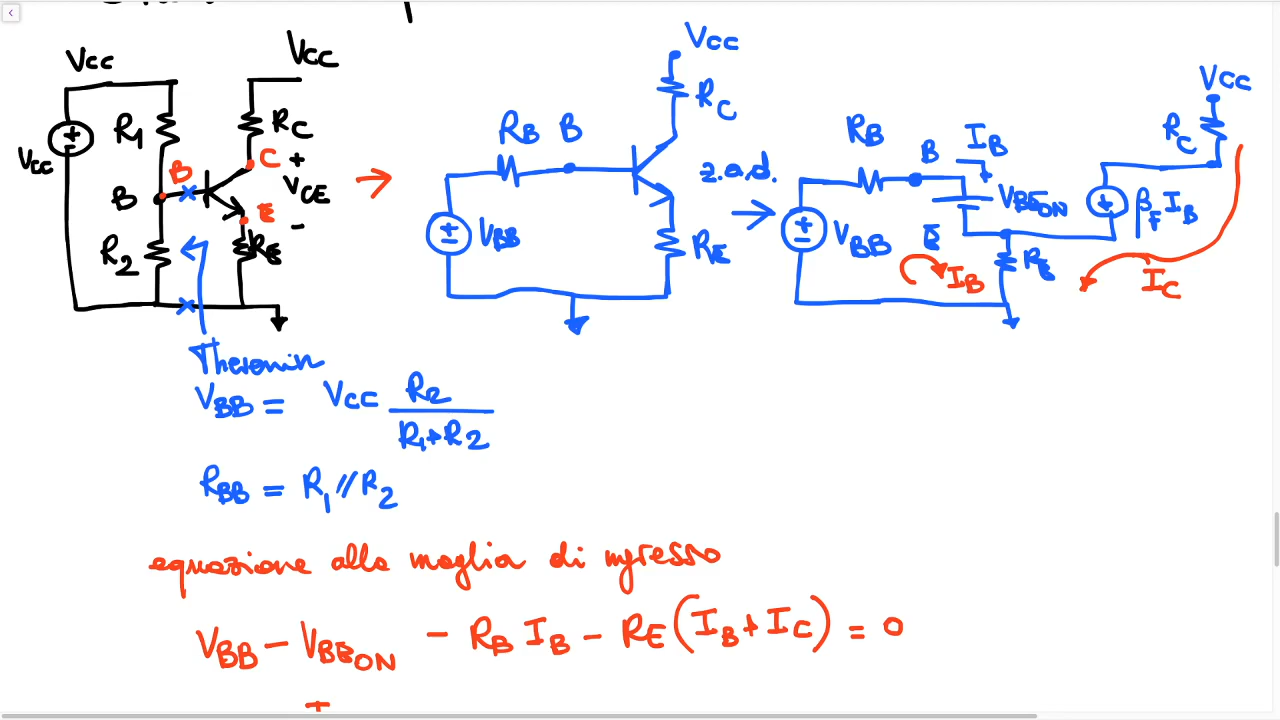 Vcc
Vcc
R1
RC
Vcc
B
B
C
+
VCE
E
-
R2
RE
Vcc
RC
RB B
VBB
RE
z.a.d.
Vcc
RC
RB
B
IB
VBEON
βF IB
VBB
E
RE
IB
IC
Thevenin
VBB = Vcc R2 / R1+R2
RBB = R1 // R2
equazione alla maglia di ingresso
VBB - VBEON - RB IB - RE (IB + IC) = 0